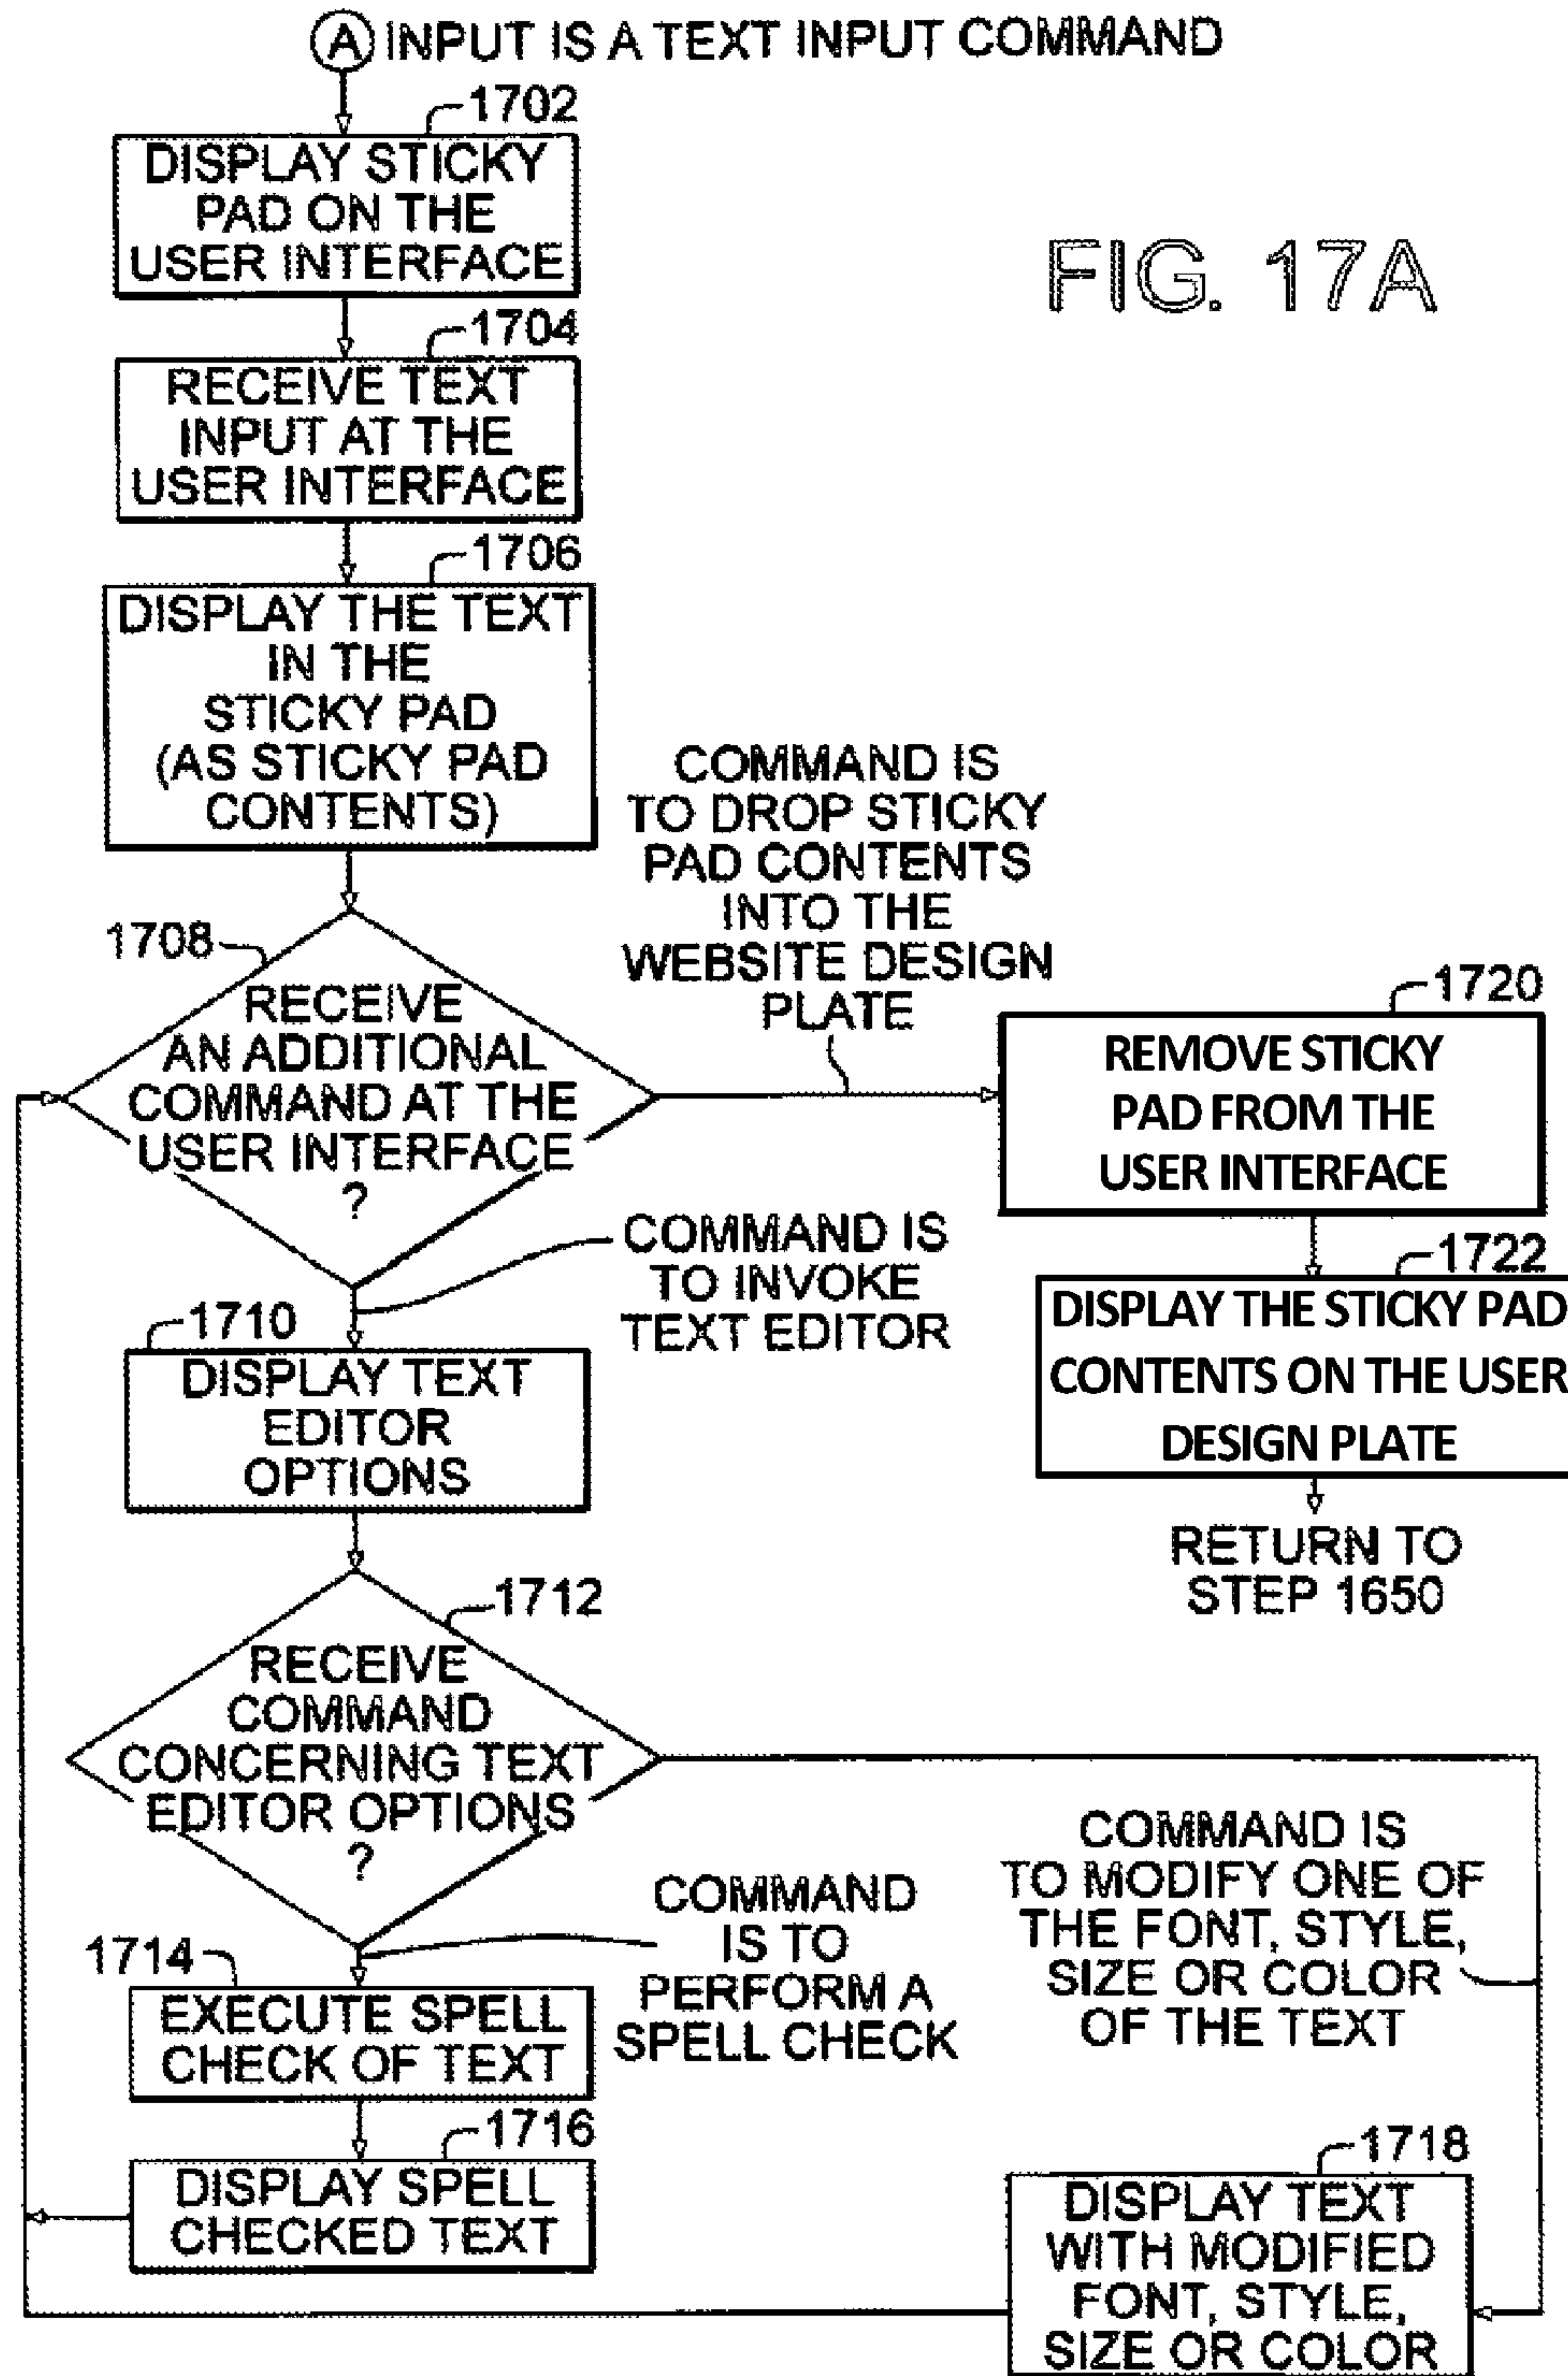 A INPUT IS A TEXT INPUT COMMAND
1702
DISPLAY STICKY
PAD ON THE
USER INTERFACE
FIG. 17A
1704
RECEIVE TEXT
INPUT AT THE
USER INTERFACE
1706
DISPLAY THE TEXT
IN THE
STICKY PAD
(AS STICKY PAD
CONTENTS)
COMMAND IS
TO DROP STICKY
PAD CONTENTS
INTO THE
WEBSITE DESIGN
PLATE
1708
RECEIVE
AN ADDITIONAL
COMMAND AT THE
USER INTERFACE
?
1720
REMOVE STICKY
PAD FROM THE
USER INTERFACE
1722
DISPLAY THE STICKY PAD
CONTENTS ON THE USER
DESIGN PLATE
RETURN TO
STEP 1650
COMMAND IS
TO INVOKE
TEXT EDITOR
1710
DISPLAY TEXT
EDITOR
OPTIONS
1712
RECEIVE
COMMAND
CONCERNING TEXT
EDITOR OPTIONS
?
COMMAND
IS TO
PERFORM A
SPELL CHECK
COMMAND IS
TO MODIFY ONE OF
THE FONT, STYLE,
SIZE OR COLOR
OF THE TEXT
1714
EXECUTE SPELL
CHECK OF TEXT
1716
DISPLAY SPELL
CHECKED TEXT
1718
DISPLAY TEXT
WITH MODIFIED
FONT, STYLE,
SIZE OR COLOR